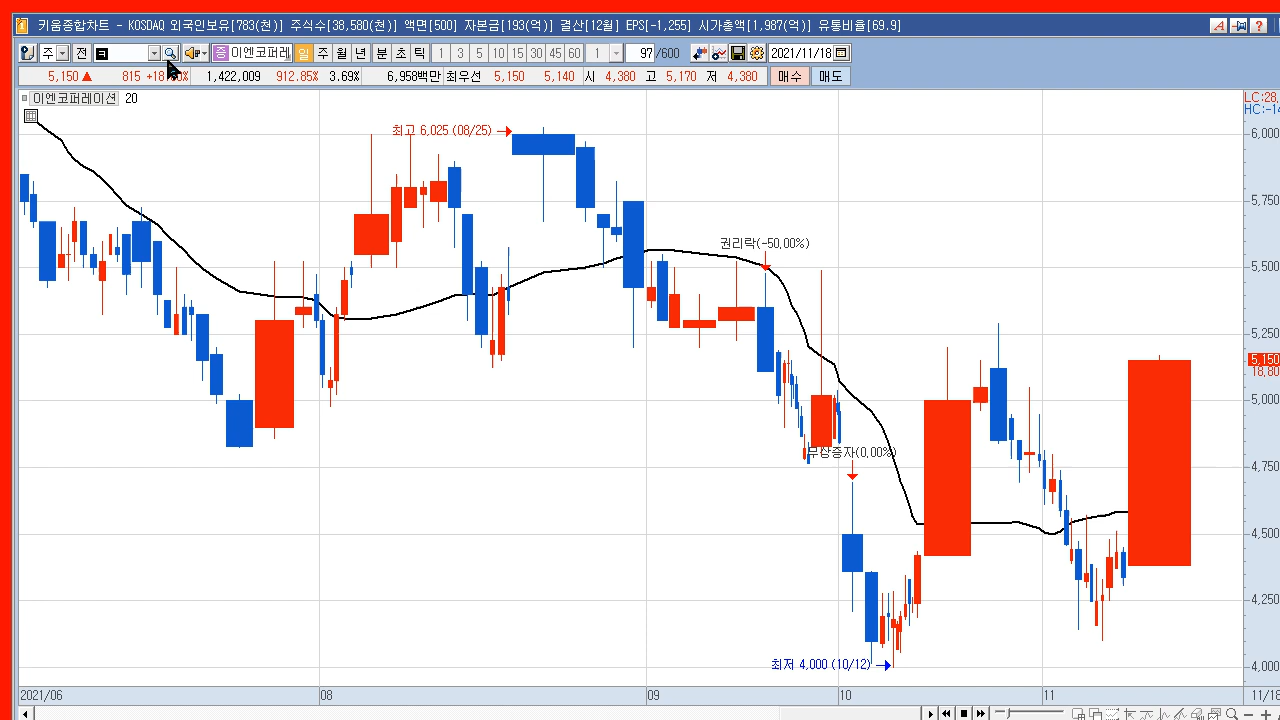 키움종합차트 - KOSDAQ 외국인보유[783(천)] 주식수[38,580(천)] 액면[500] 자본금[193(억)] 결산[12월] EPS[-1,255] 시가총액[1,987(억)] 유통비율[69.9]
주 전 ㅋ 증 이엔코퍼레 일 주 월 년 분 초 틱 1 3 5 10 15 30 45 60 1 97 /600 2021/11/18
5,150 ▲ 815 1,422,009 912.85% 3.69% 6,958백만 최우선 5,150 5,140 시 4,380 고 5,170 저 4,380 매수 매도
이엔코퍼레이션 20
LC:28,
HC:-14
최고 6,025 (08/25)
6,000
5,750
권리락(-50,00%)
5,500
5,250
5,150
18,80
5,000
무상증자(0,00%)
4,750
4,500
4,250
최저 4,000 (10/12)
4,000
2021/06 08 09 10 11 11/18